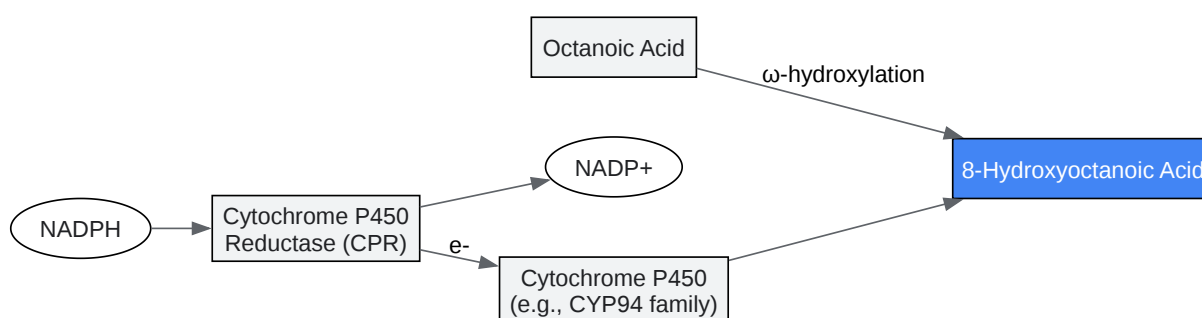 Octanoic Acid
ω-hydroxylation
NADP+
8-Hydroxyoctanoic Acid
NADPH
Cytochrome P450
Reductase (CPR)
e-
Cytochrome P450
(e.g., CYP94 family)